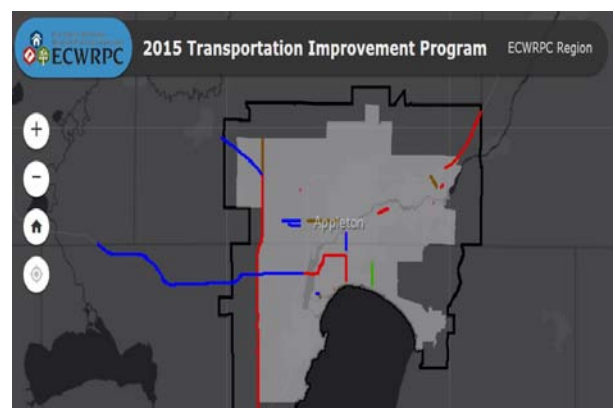 ECWRPC
2015 Transportation Improvement Program
ECWRPC Region
+
−
Appleton